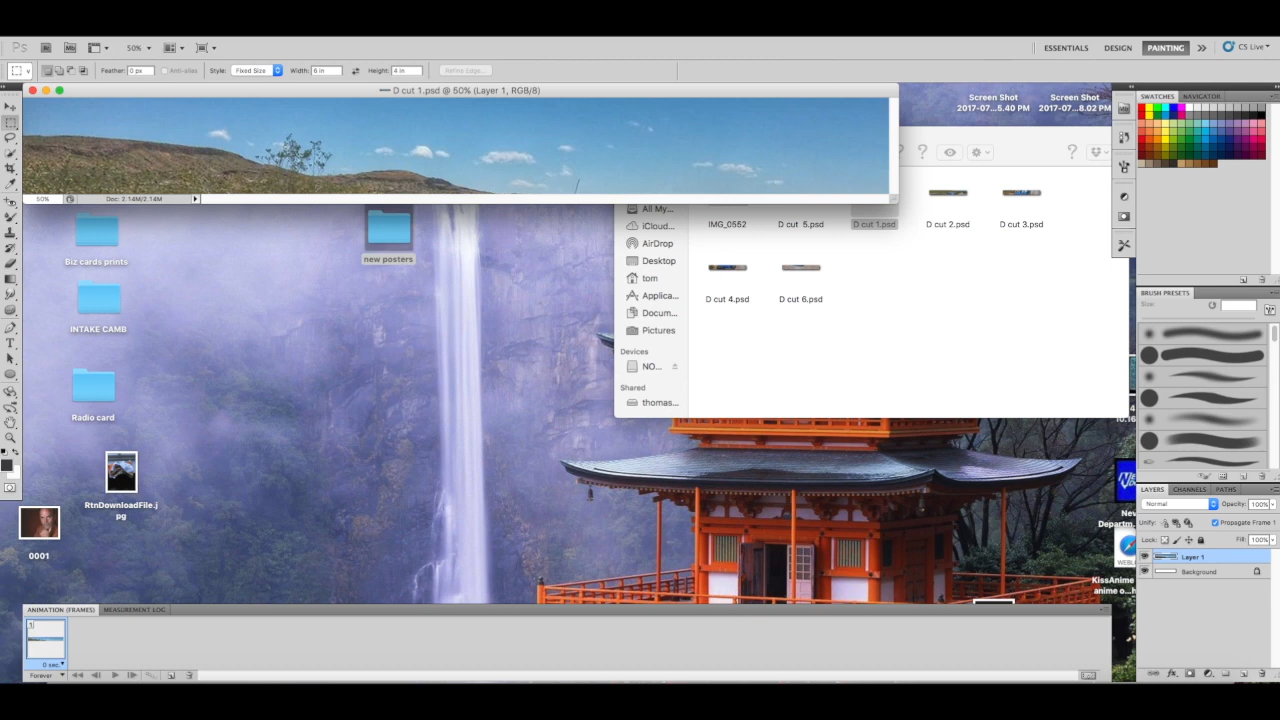 Ps
Br
Mb
50%
ESSENTIALS
DESIGN
PAINTING
CS Live
Feather: 0 px
Anti-alias
Style: Fixed Size
Width: 6 in
Height: 4 in
Refine Edge...
D cut 1.psd @ 50% (Layer 1, RGB/8)
50%
Doc: 2.14M/2.14M
Screen Shot
2017-07...5.40 PM
Screen Shot
2017-07...8.02 PM
All My...
iCloud...
AirDrop
Desktop
tom
Applica...
Docum...
Pictures
Devices
NO...
Shared
thomas...
IMG_0552
D cut 5.psd
D cut 1.psd
D cut 2.psd
D cut 3.psd
D cut 4.psd
D cut 6.psd
Biz cards prints
new posters
INTAKE CAMB
Radio card
RtnDownloadFile.j
pg
0001
KissAnime
SWATCHES
NAVIGATOR
BRUSH PRESETS
Size:
LAYERS
CHANNELS
PATHS
Normal
Opacity: 100%
Unify:
Propagate Frame 1
Lock:
Fill: 100%
Layer 1
Background
ANIMATION (FRAMES)
MEASUREMENT LOG
1
0 sec.
Forever